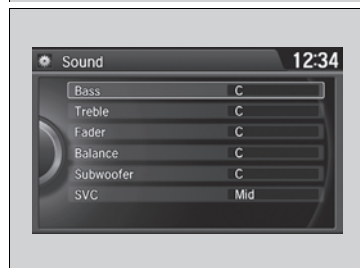 Sound 12:34
Bass C
Treble C
Fader C
Balance C
Subwoofer C
SVC Mid